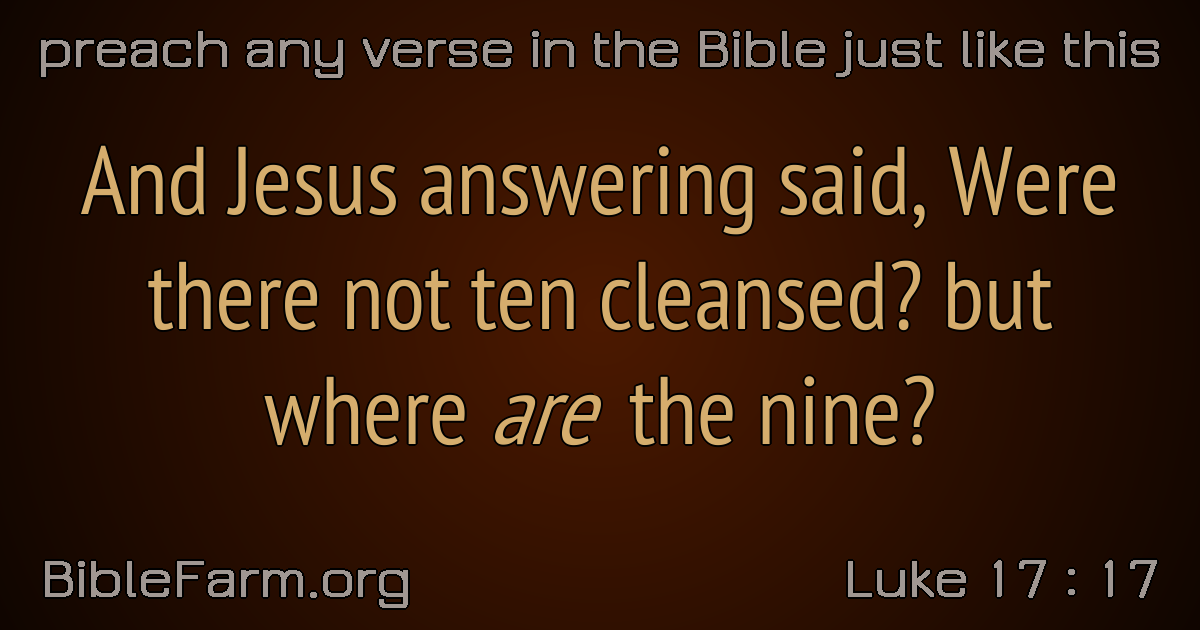 preach any verse in the Bible just like this
And Jesus answering said, Were
there not ten cleansed? but
where are the nine?
BibleFarm.org
Luke 17 : 17